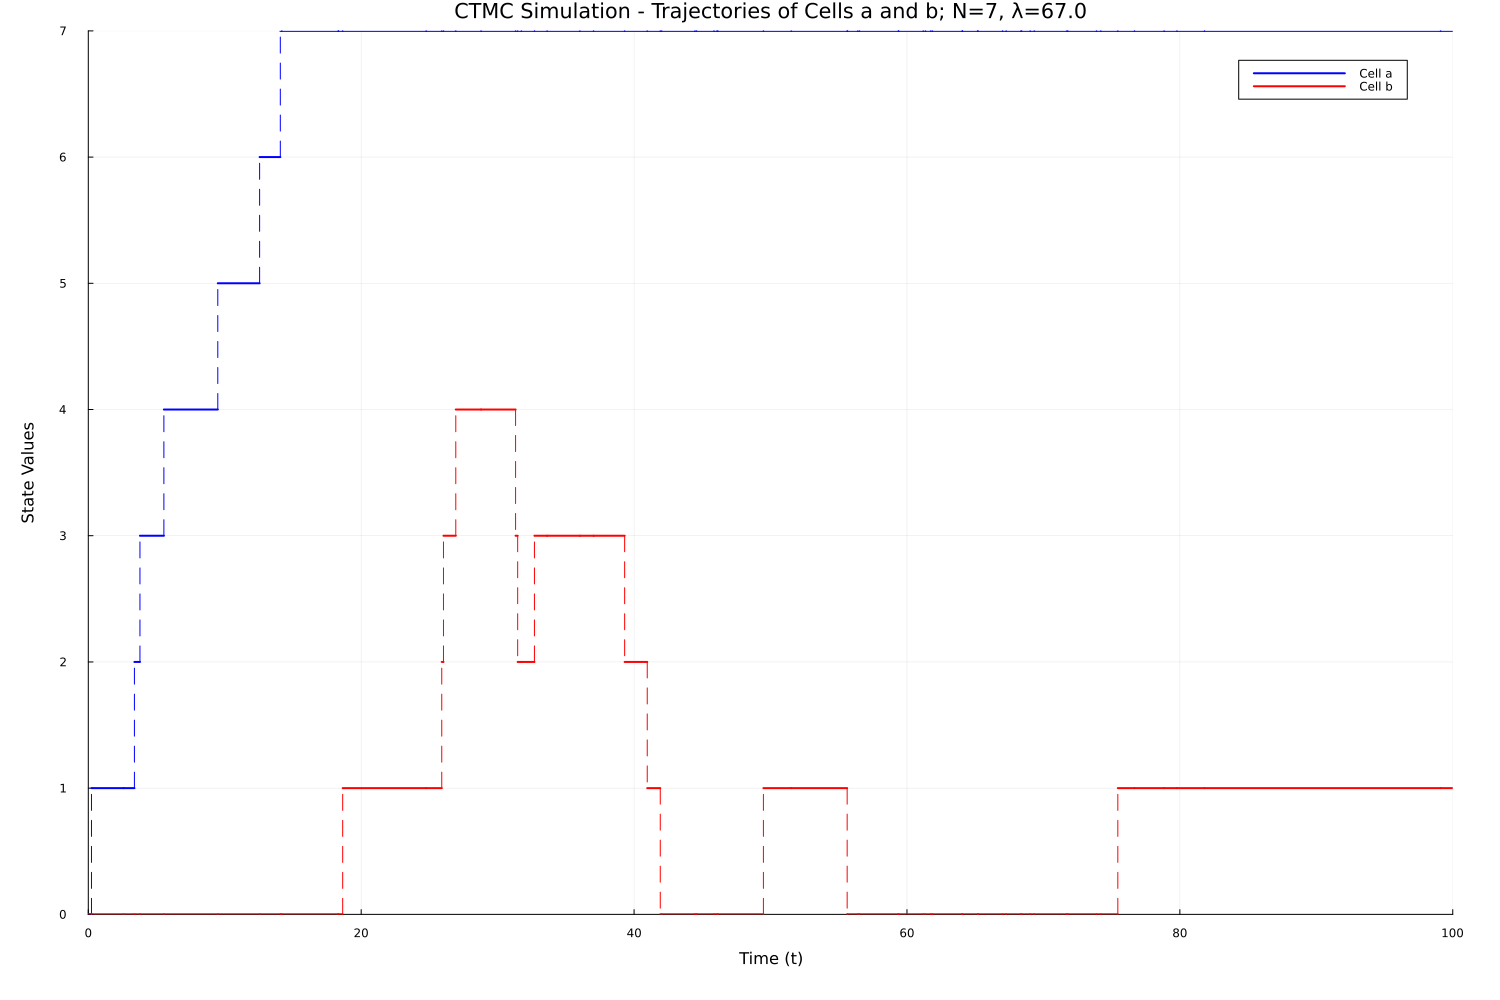 CTMC Simulation - Trajectories of Cells a and b; N=7, λ=67.0
7
Cell a
Cell b
6
5
4
State Values
3
2
1
0
0 20 40 60 80 100
Time (t)